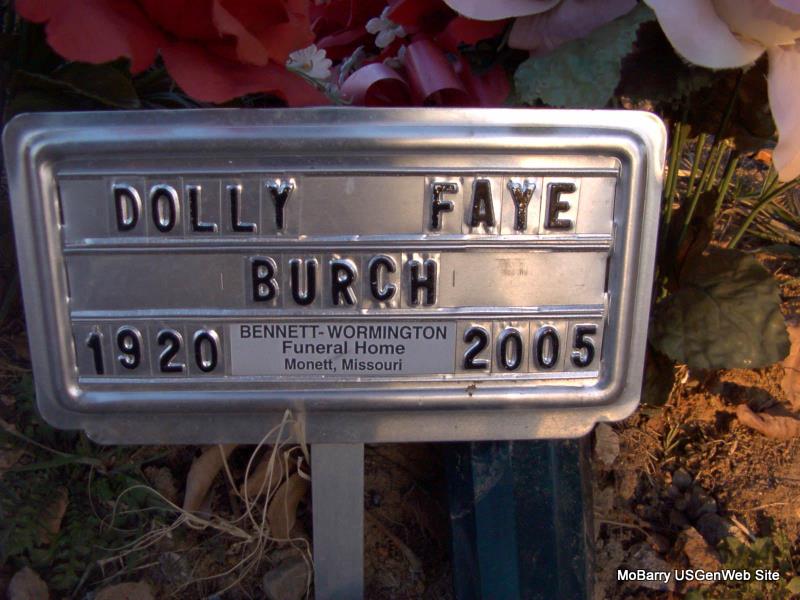 DOLLY FAYE
BURCH
1920 2005
BENNETT-WORMINGTON
Funeral Home
Monett, Missouri
MoBarry USGenWeb Site